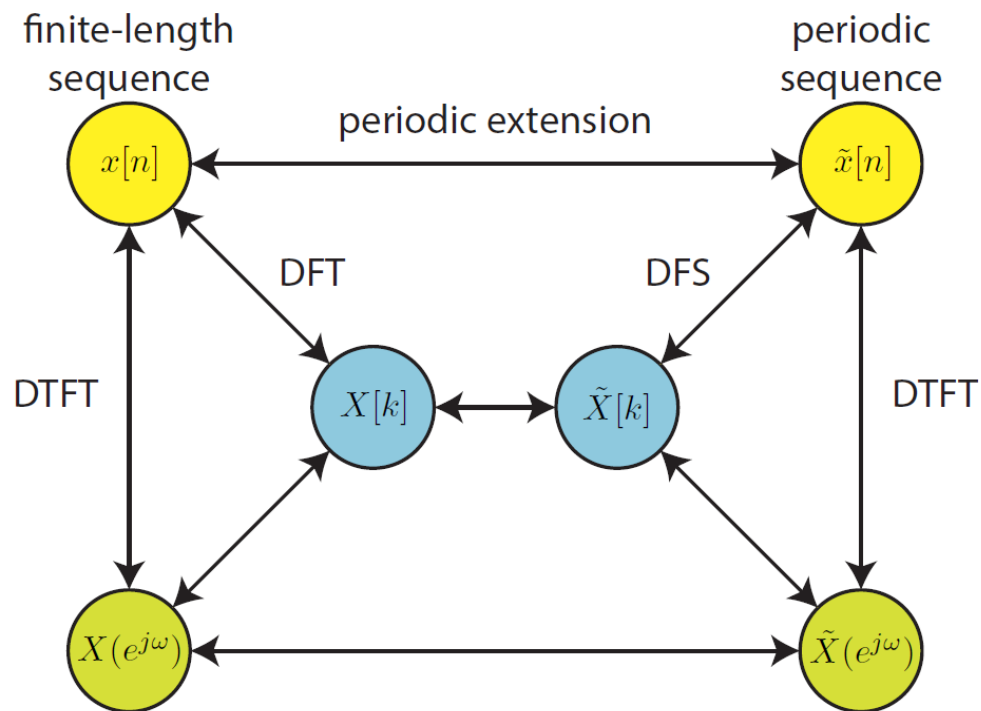 finite-length
sequence
periodic
sequence
periodic extension
x[n]
x̃[n]
DFT
DFS
DTFT
X[k]
X̃[k]
DTFT
X(e^{jω})
X̃(e^{jω})